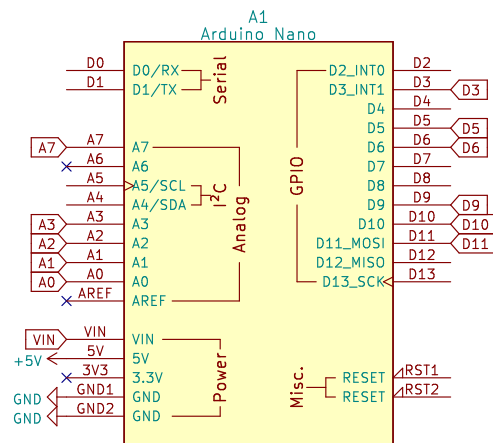 A1
Arduino Nano
D0 D0/RX Serial D2_INT0 D2
D1 D1/TX D3_INT1 D3 D3
D4 D4
D5 D5 D5
A7 A7 A7 D6 D6 D6
A6 A6 GPIO D7 D7
A5 A5/SCL I²C D8 D8
A4 A4/SDA Analog D9 D9 D9
A3 A3 A3 D10 D10 D10
A2 A2 A2 D11_MOSI D11 D11
A1 A1 A1 D12_MISO D12
A0 A0 A0 D13_SCK D13
AREF AREF
VIN VIN VIN
+5V 5V 5V Power
3V3 3.3V Misc. RESET RST1
GND GND1 GND RESET RST2
GND GND2 GND